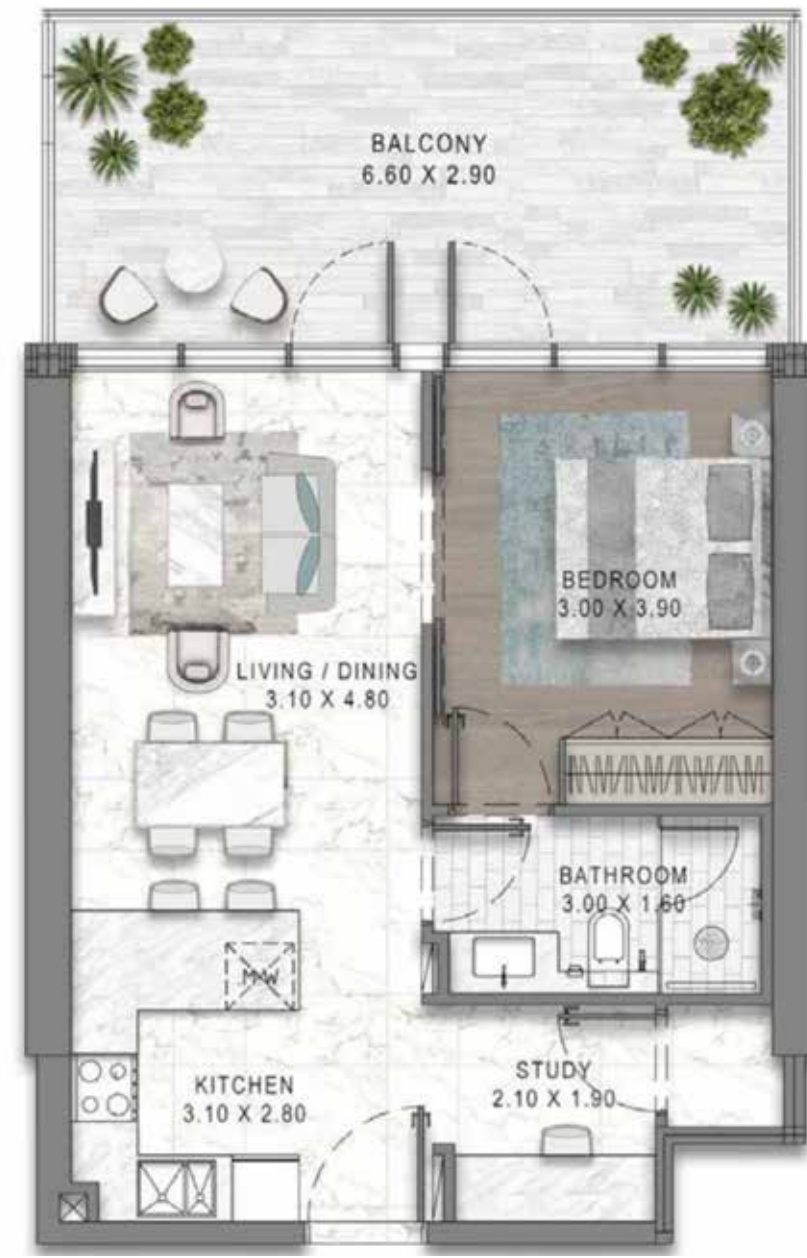 BALCONY
6.60 X 2.90
BEDROOM
3.00 X 3.90
LIVING / DINING
3.10 X 4.80
BATHROOM
3.00 X 1.60
M·W
KITCHEN
3.10 X 2.80
STUDY
2.10 X 1.90